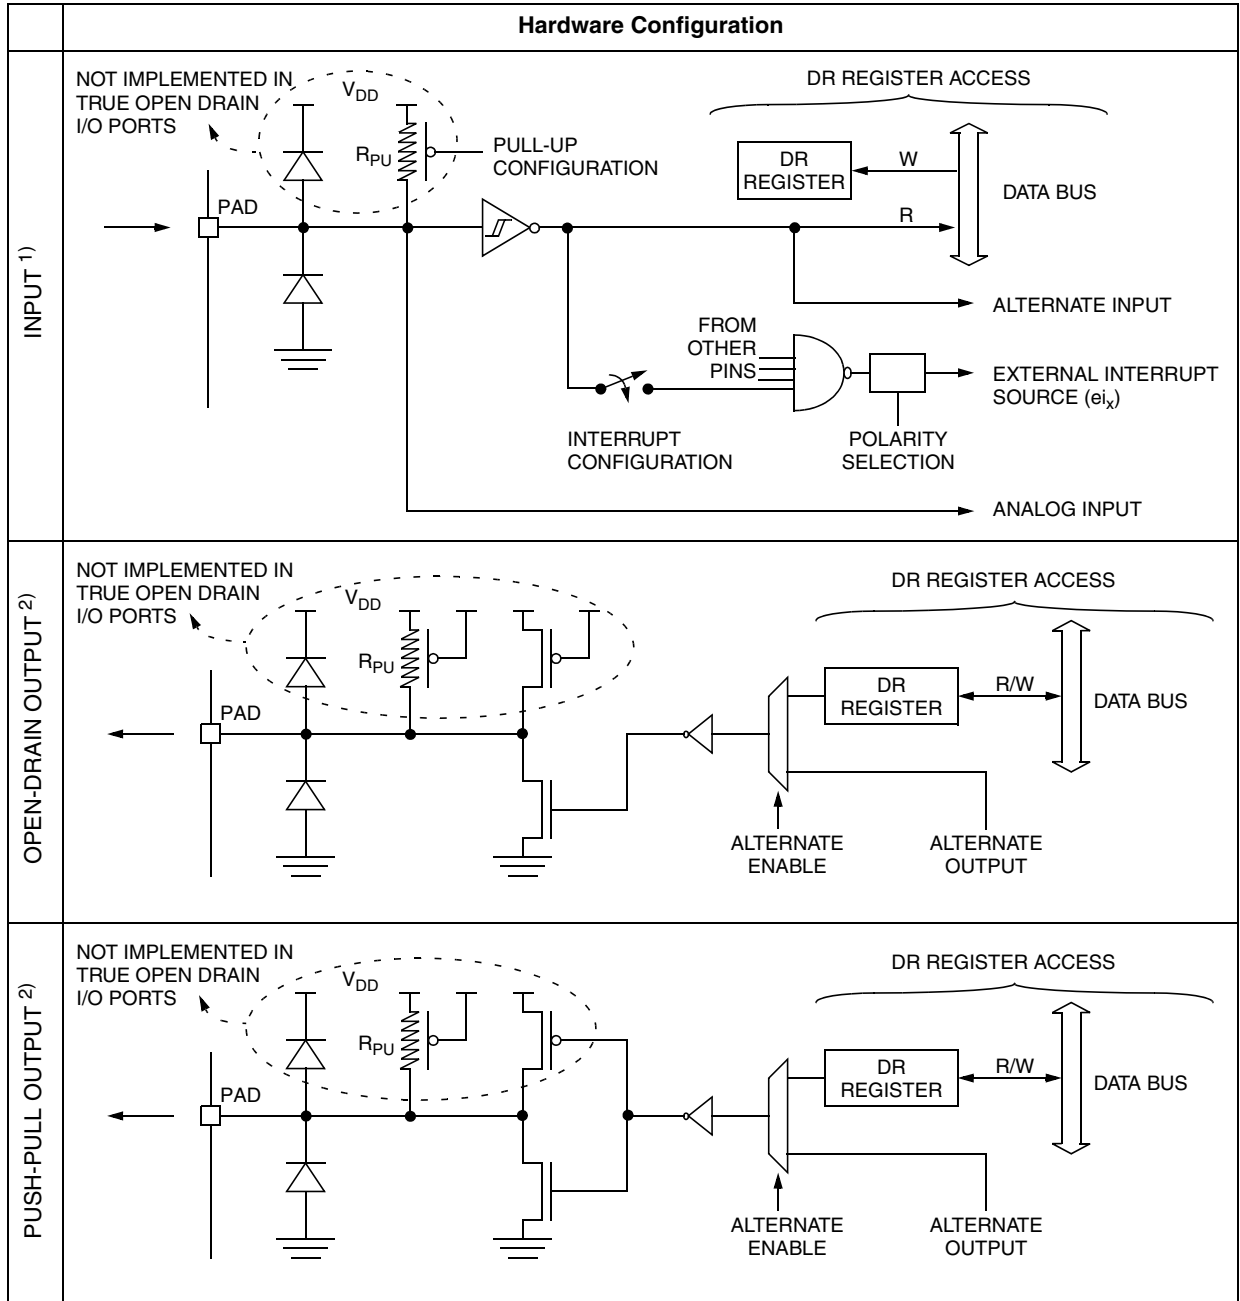 Hardware Configuration
INPUT 1)
NOT IMPLEMENTED IN
TRUE OPEN DRAIN
I/O PORTS
VDD
RPU
PULL-UP
CONFIGURATION
PAD
DR REGISTER ACCESS
DR
REGISTER
W
R
DATA BUS
ALTERNATE INPUT
FROM
OTHER
PINS
EXTERNAL INTERRUPT
SOURCE (eix)
INTERRUPT
CONFIGURATION
POLARITY
SELECTION
ANALOG INPUT
OPEN-DRAIN OUTPUT 2)
NOT IMPLEMENTED IN
TRUE OPEN DRAIN
I/O PORTS
VDD
RPU
PAD
DR REGISTER ACCESS
DR
REGISTER
R/W
DATA BUS
ALTERNATE
ENABLE
ALTERNATE
OUTPUT
PUSH-PULL OUTPUT 2)
NOT IMPLEMENTED IN
TRUE OPEN DRAIN
I/O PORTS
VDD
RPU
PAD
DR REGISTER ACCESS
DR
REGISTER
R/W
DATA BUS
ALTERNATE
ENABLE
ALTERNATE
OUTPUT